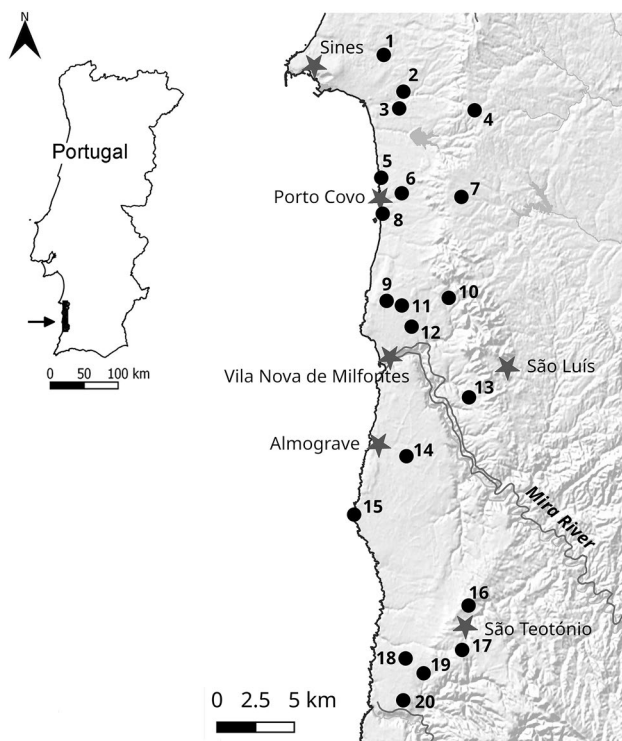 N
Portugal
0 50 100 km
Sines
1
2
3
4
5
6
7
Porto Covo
8
9
10
11
12
Vila Nova de Milfontes
São Luís
13
Almograve
14
15
Mira River
16
São Teotónio
17
18
19
20
0 2.5 5 km